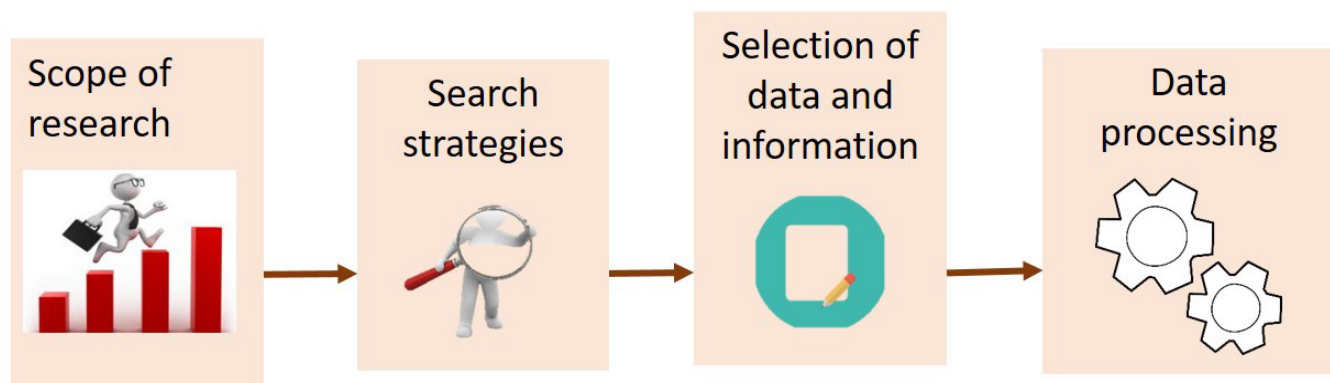 Scope of
research
Search
strategies
Selection of
data and
information
Data
processing